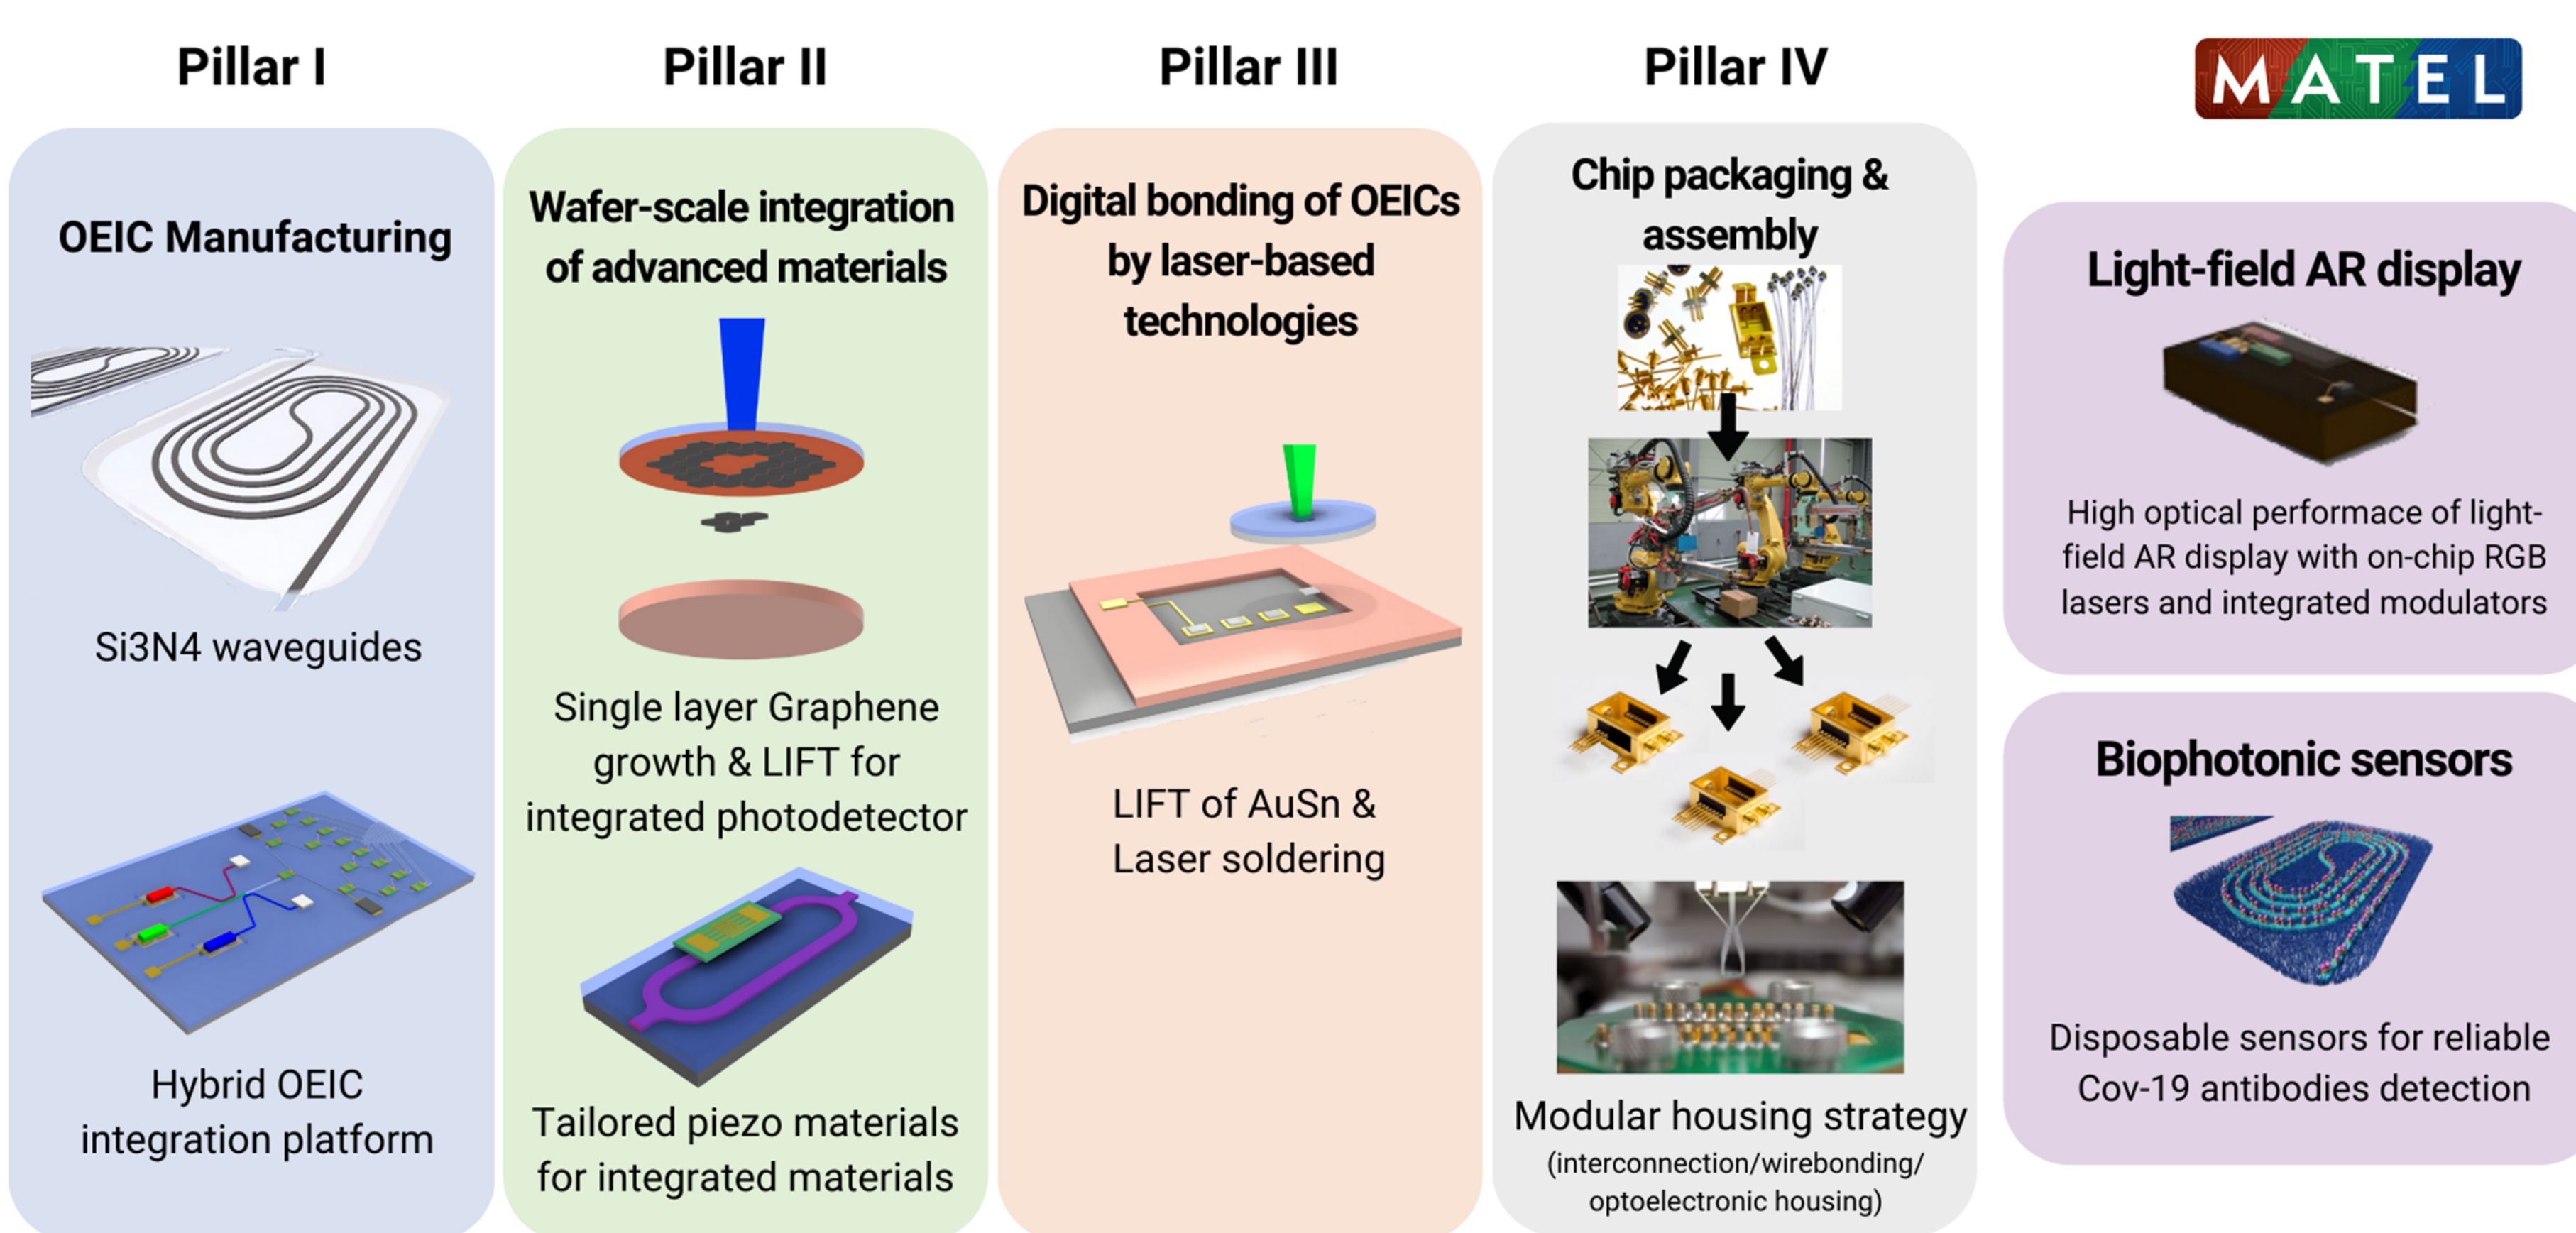 Pillar I
OEIC Manufacturing
Si3N4 waveguides
Hybrid OEIC
integration platform
Pillar II
Wafer-scale integration
of advanced materials
Single layer Graphene
growth & LIFT for
integrated photodetector
Tailored piezo materials
for integrated materials
Pillar III
Digital bonding of OEICs
by laser-based
technologies
LIFT of AuSn &
Laser soldering
Pillar IV
Chip packaging &
assembly
Modular housing strategy
(interconnection/wirebonding/
optoelectronic housing)
MATEL
Light-field AR display
High optical performace of light-
field AR display with on-chip RGB
lasers and integrated modulators
Biophotonic sensors
Disposable sensors for reliable
Cov-19 antibodies detection